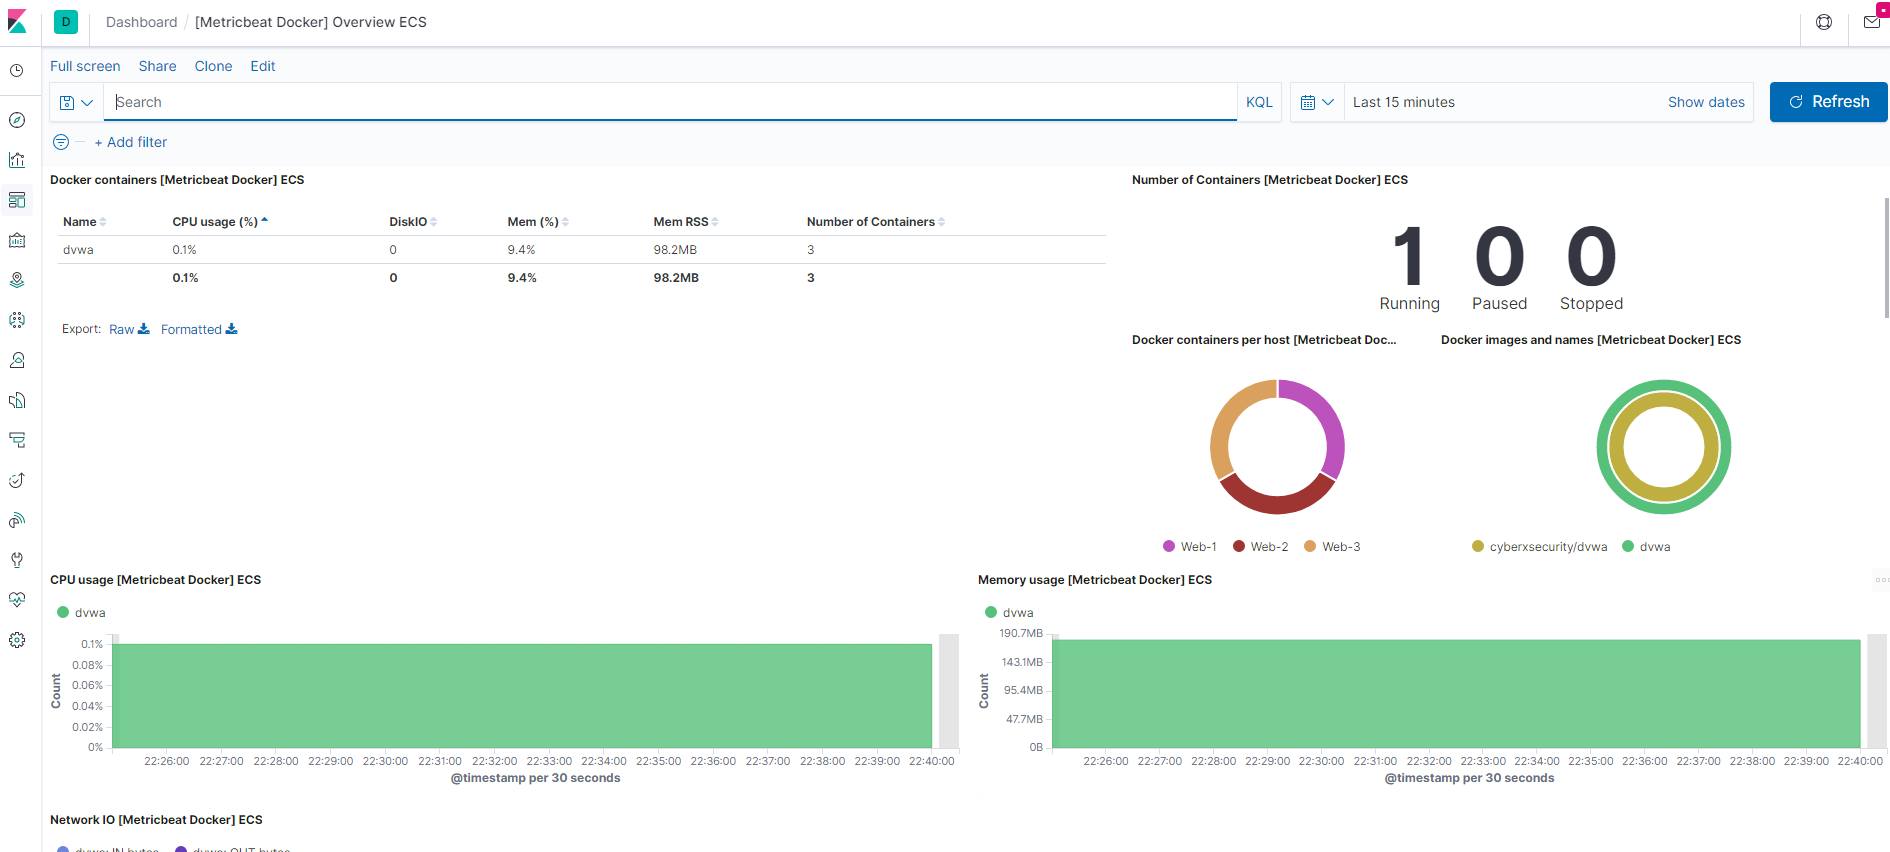 D Dashboard / [Metricbeat Docker] Overview ECS
Full screen Share Clone Edit
Search KQL Last 15 minutes Show dates Refresh
+ Add filter
Docker containers [Metricbeat Docker] ECS
Name CPU usage (%) DiskIO Mem (%) Mem RSS Number of Containers
dvwa 0.1% 0 9.4% 98.2MB 3
0.1% 0 9.4% 98.2MB 3
Export: Raw Formatted
Number of Containers [Metricbeat Docker] ECS
1 0 0
Running Paused Stopped
Docker containers per host [Metricbeat Doc...
Web-1 Web-2 Web-3
Docker images and names [Metricbeat Docker] ECS
cyberxsecurity/dvwa dvwa
CPU usage [Metricbeat Docker] ECS
dvwa
0.1%
0.08%
0.06%
0.04%
0.02%
0%
Count
22:26:00 22:27:00 22:28:00 22:29:00 22:30:00 22:31:00 22:32:00 22:33:00 22:34:00 22:35:00 22:36:00 22:37:00 22:38:00 22:39:00 22:40:00
@timestamp per 30 seconds
Memory usage [Metricbeat Docker] ECS
dvwa
190.7MB
143.1MB
95.4MB
47.7MB
0B
Count
22:26:00 22:27:00 22:28:00 22:29:00 22:30:00 22:31:00 22:32:00 22:33:00 22:34:00 22:35:00 22:36:00 22:37:00 22:38:00 22:39:00 22:40:00
@timestamp per 30 seconds
Network IO [Metricbeat Docker] ECS
dvwa: IN bytes dvwa: OUT bytes